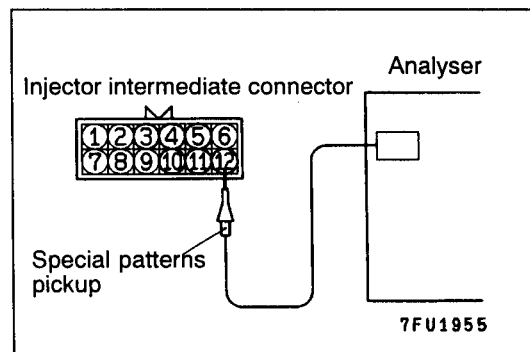 Analyser
Injector intermediate connector
1 2 3 4 5 6
7 8 9 10 11 12
Special patterns
pickup
7FU1955